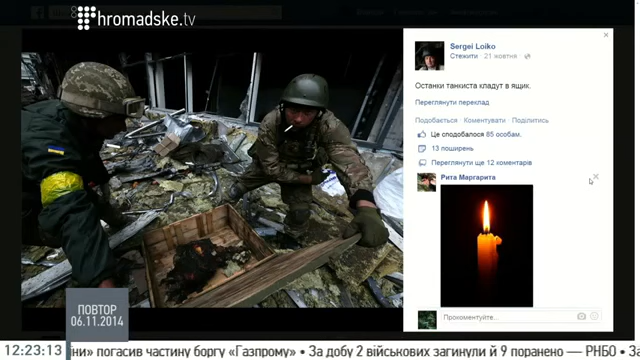 hromadske.tv
Sergei Loiko
Стежити · 21 жовтня
Останки танкиста кладут в ящик.
Переглянути переклад
Подобається · Коментувати · Поділитись
Це сподобалося 85 особам.
13 поширень
Переглянути ще 12 коментарів
Рита Маргарита
Прокоментуйте...
ПОВТОР
06.11.2014
12:23:13 іни» погасив частину боргу «Газпрому» • За добу 2 військових загинули й 9 поранено — РНБО • За